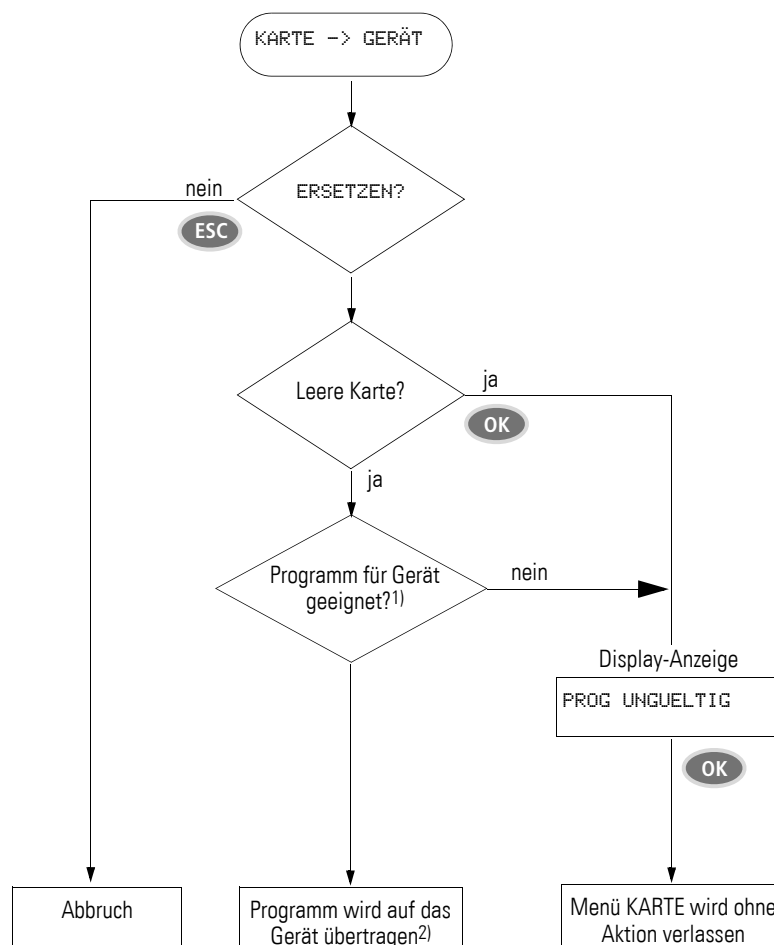 KARTE -> GERÄT
ERSETZEN?
nein
ESC
Leere Karte?
ja
OK
ja
Programm für Gerät
geeignet?1)
nein
Display-Anzeige
PROG UNGUELTIG
OK
Abbruch
Programm wird auf das
Gerät übertragen2)
Menü KARTE wird ohne
Aktion verlassen